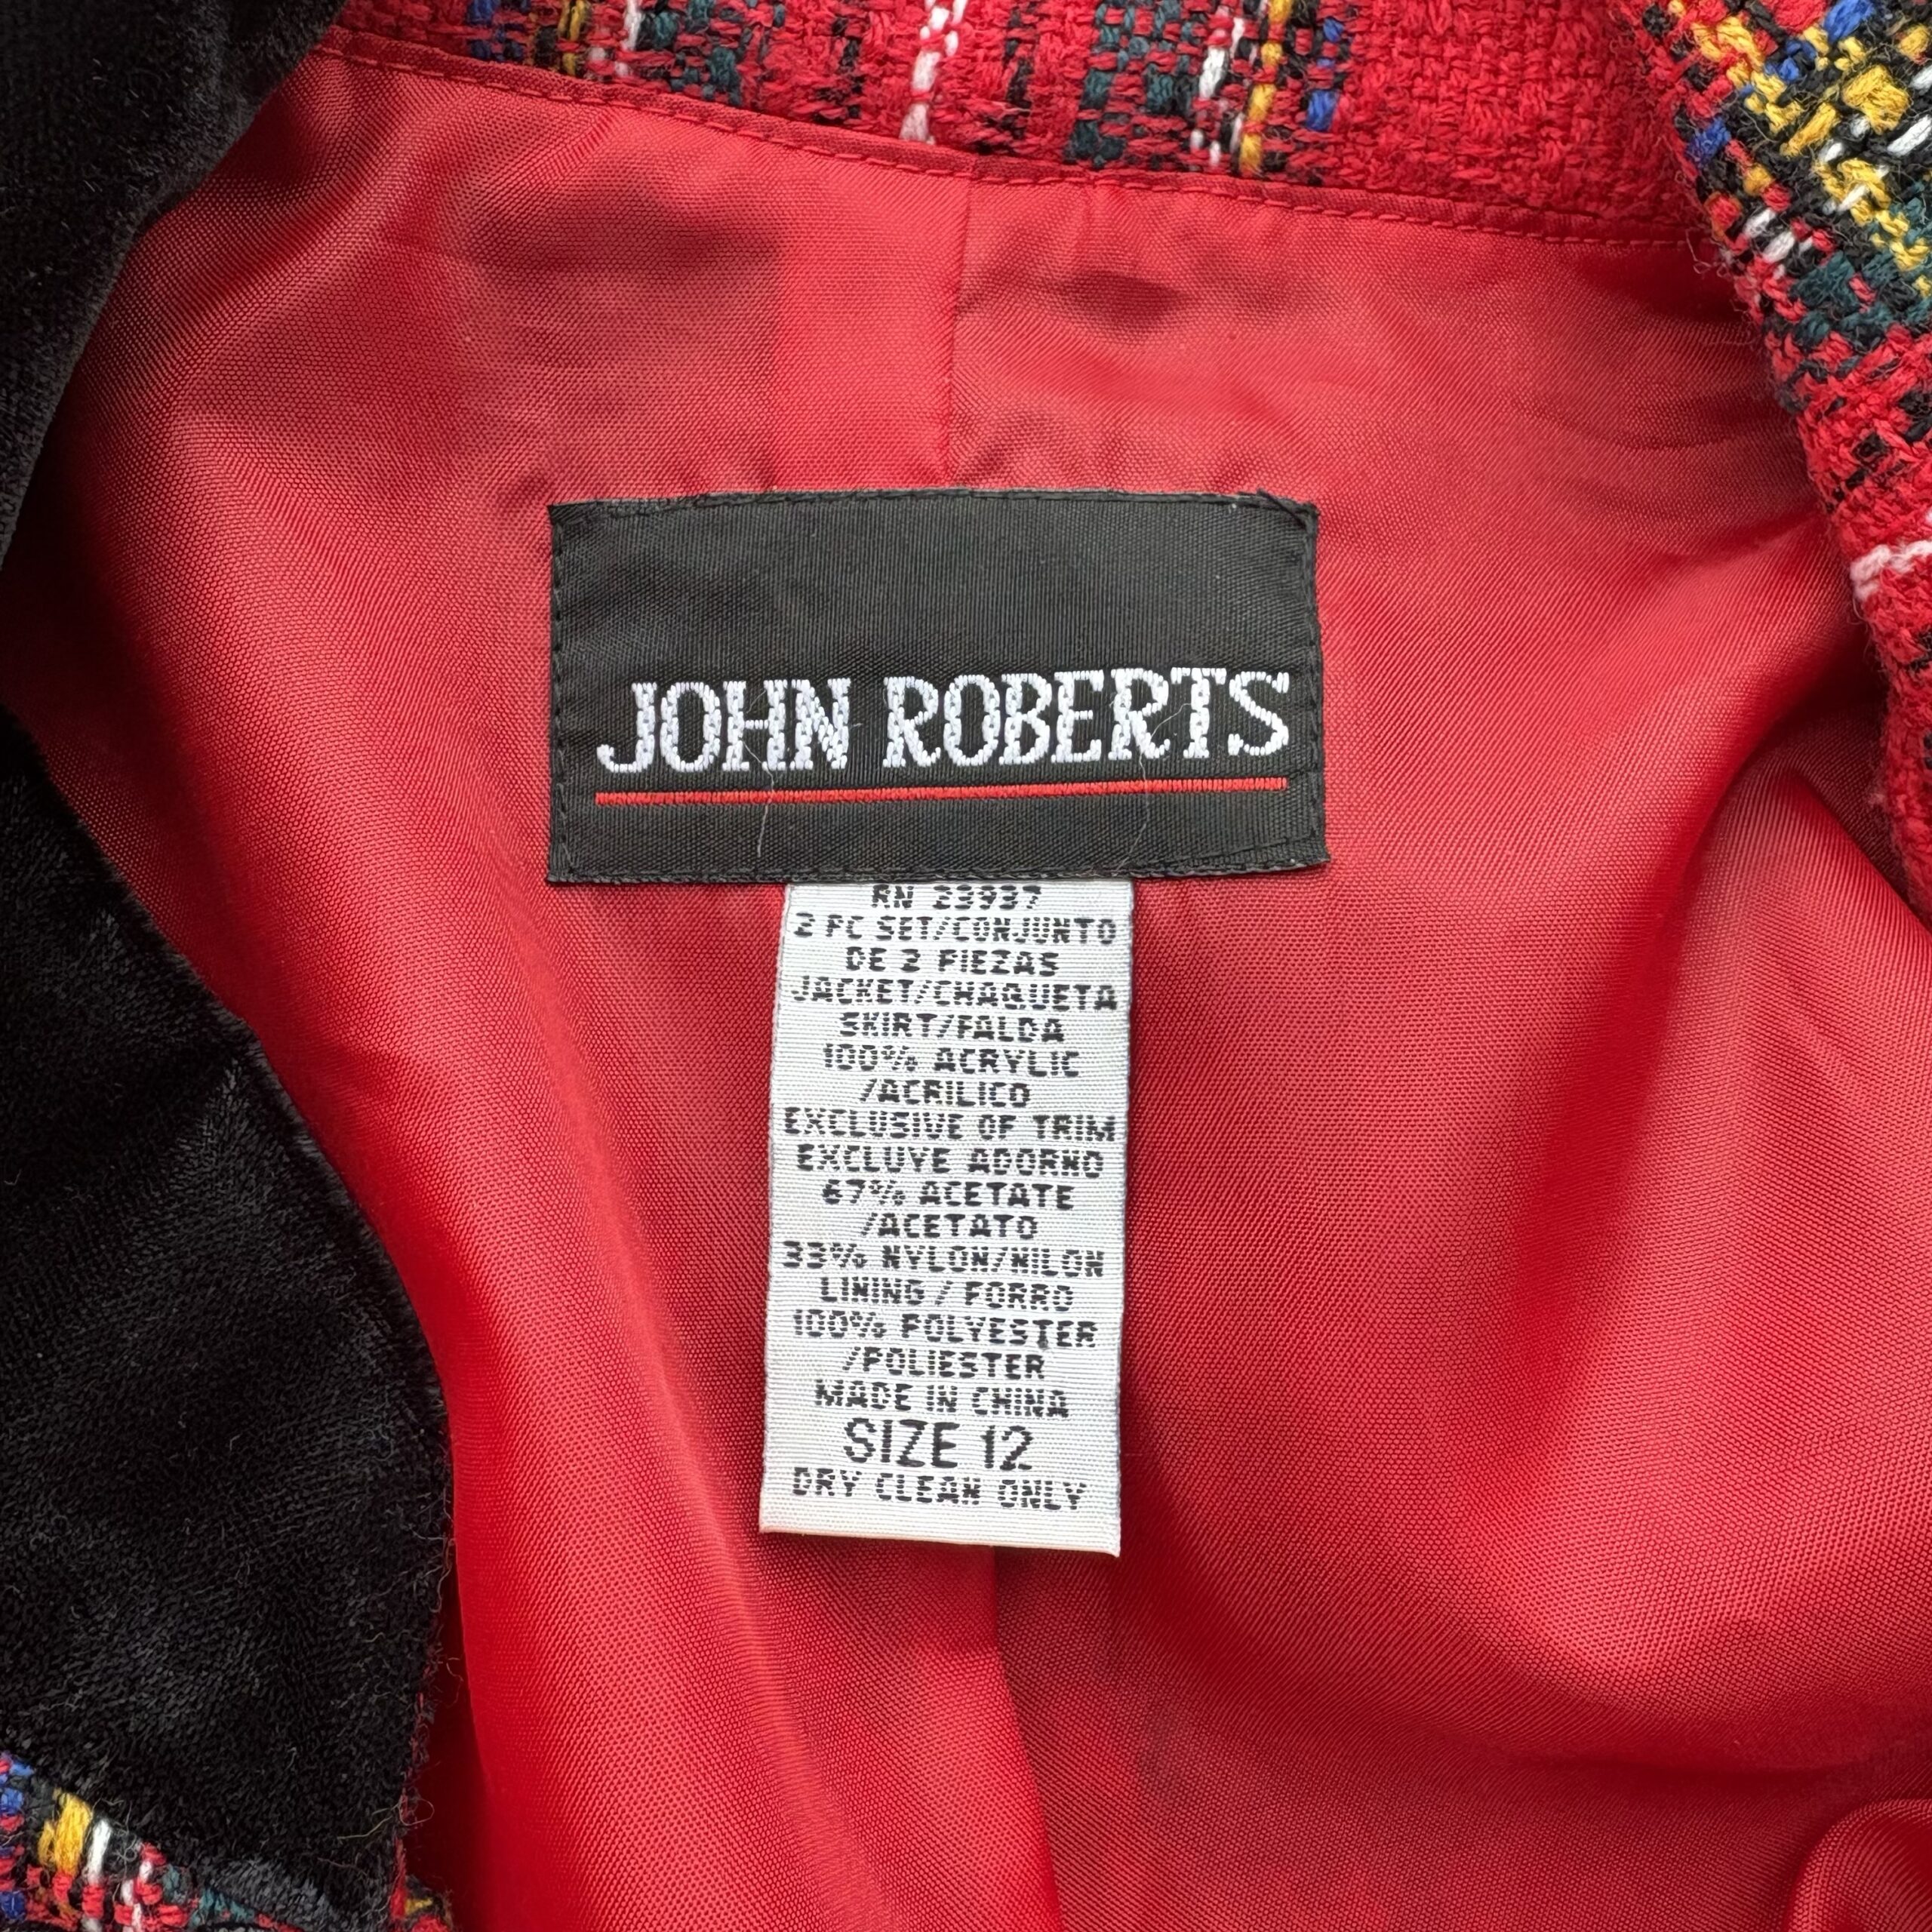 JOHN ROBERTS
RN 23937
2 PC SET/CONJUNTO
DE 2 PIEZAS
JACKET/CHAQUETA
SKIRT/FALDA
100% ACRYLIC
/ACRILICO
EXCLUSIVE OF TRIM
EXCLUYE ADORNO
67% ACETATE
/ACETATO
33% NYLON/NILON
LINING / FORRO
100% POLYESTER
/POLIESTER
MADE IN CHINA
SIZE 12
DRY CLEAN ONLY